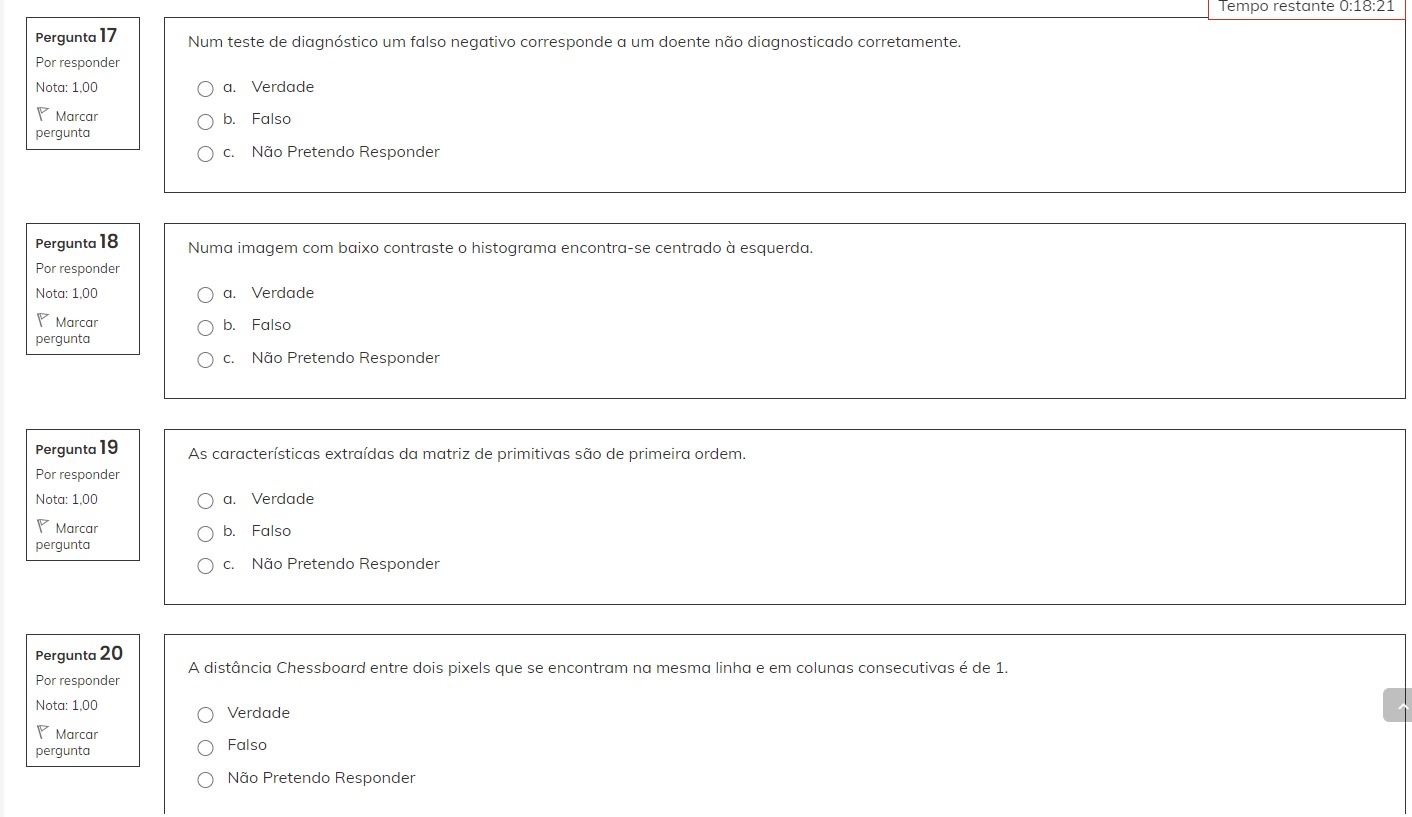 Tempo restante 0:18:21
Pergunta 17
Por responder
Nota: 1,00
Marcar
pergunta
Num teste de diagnóstico um falso negativo corresponde a um doente não diagnosticado corretamente.
a. Verdade
b. Falso
c. Não Pretendo Responder
Pergunta 18
Por responder
Nota: 1,00
Marcar
pergunta
Numa imagem com baixo contraste o histograma encontra-se centrado à esquerda.
a. Verdade
b. Falso
c. Não Pretendo Responder
Pergunta 19
Por responder
Nota: 1,00
Marcar
pergunta
As características extraídas da matriz de primitivas são de primeira ordem.
a. Verdade
b. Falso
c. Não Pretendo Responder
Pergunta 20
Por responder
Nota: 1,00
Marcar
pergunta
A distância Chessboard entre dois pixels que se encontram na mesma linha e em colunas consecutivas é de 1.
Verdade
Falso
Não Pretendo Responder